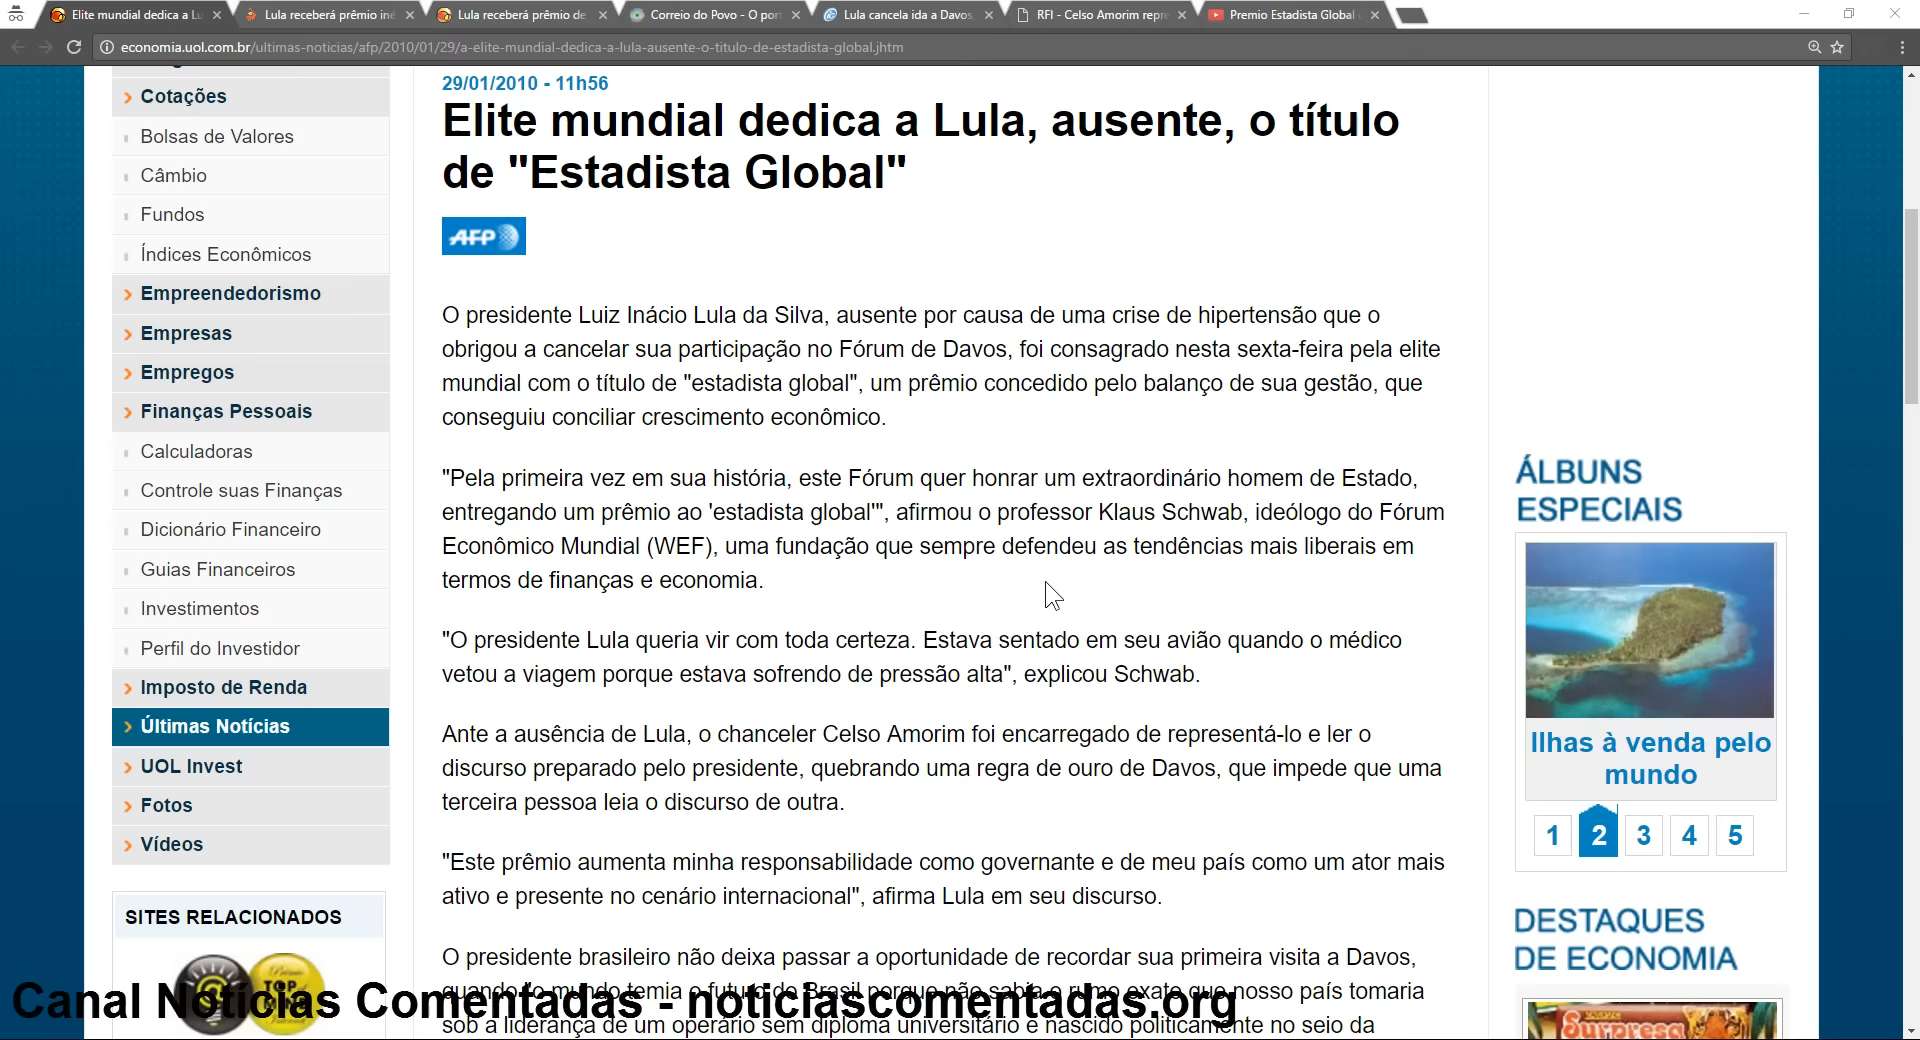 Elite mundial dedica a Lu
Lula receberá prêmio iné
Lula receberá prêmio de
Correio do Povo - O por
Lula cancela ida a Davos,
RFI - Celso Amorim repre
Premio Estadista Global
economia.uol.com.br/ultimas-noticias/afp/2010/01/29/a-elite-mundial-dedica-a-lula-ausente-o-titulo-de-estadista-global.jhtm
Cotações
Bolsas de Valores
Câmbio
Fundos
Índices Econômicos
Empreendedorismo
Empresas
Empregos
Finanças Pessoais
Calculadoras
Controle suas Finanças
Dicionário Financeiro
Guias Financeiros
Investimentos
Perfil do Investidor
Imposto de Renda
Últimas Notícias
UOL Invest
Fotos
Vídeos
SITES RELACIONADOS
TOP
29/01/2010 - 11h56
Elite mundial dedica a Lula, ausente, o título
de "Estadista Global"
AFP
O presidente Luiz Inácio Lula da Silva, ausente por causa de uma crise de hipertensão que o
obrigou a cancelar sua participação no Fórum de Davos, foi consagrado nesta sexta-feira pela elite
mundial com o título de "estadista global", um prêmio concedido pelo balanço de sua gestão, que
conseguiu conciliar crescimento econômico.
"Pela primeira vez em sua história, este Fórum quer honrar um extraordinário homem de Estado,
entregando um prêmio ao 'estadista global'", afirmou o professor Klaus Schwab, ideólogo do Fórum
Econômico Mundial (WEF), uma fundação que sempre defendeu as tendências mais liberais em
termos de finanças e economia.
"O presidente Lula queria vir com toda certeza. Estava sentado em seu avião quando o médico
vetou a viagem porque estava sofrendo de pressão alta", explicou Schwab.
Ante a ausência de Lula, o chanceler Celso Amorim foi encarregado de representá-lo e ler o
discurso preparado pelo presidente, quebrando uma regra de ouro de Davos, que impede que uma
terceira pessoa leia o discurso de outra.
"Este prêmio aumenta minha responsabilidade como governante e de meu país como um ator mais
ativo e presente no cenário internacional", afirma Lula em seu discurso.
O presidente brasileiro não deixa passar a oportunidade de recordar sua primeira visita a Davos,
quando "o mundo temia o futuro do Brasil porque não sabia o rumo exato que nosso país tomaria
sob a liderança de um operário sem diploma universitário e nascido politicamente no seio da
ÁLBUNS
ESPECIAIS
Ilhas à venda pelo
mundo
1 2 3 4 5
DESTAQUES
DE ECONOMIA
Surpresa
Canal Notícias Comentadas - noticiascomentadas.org